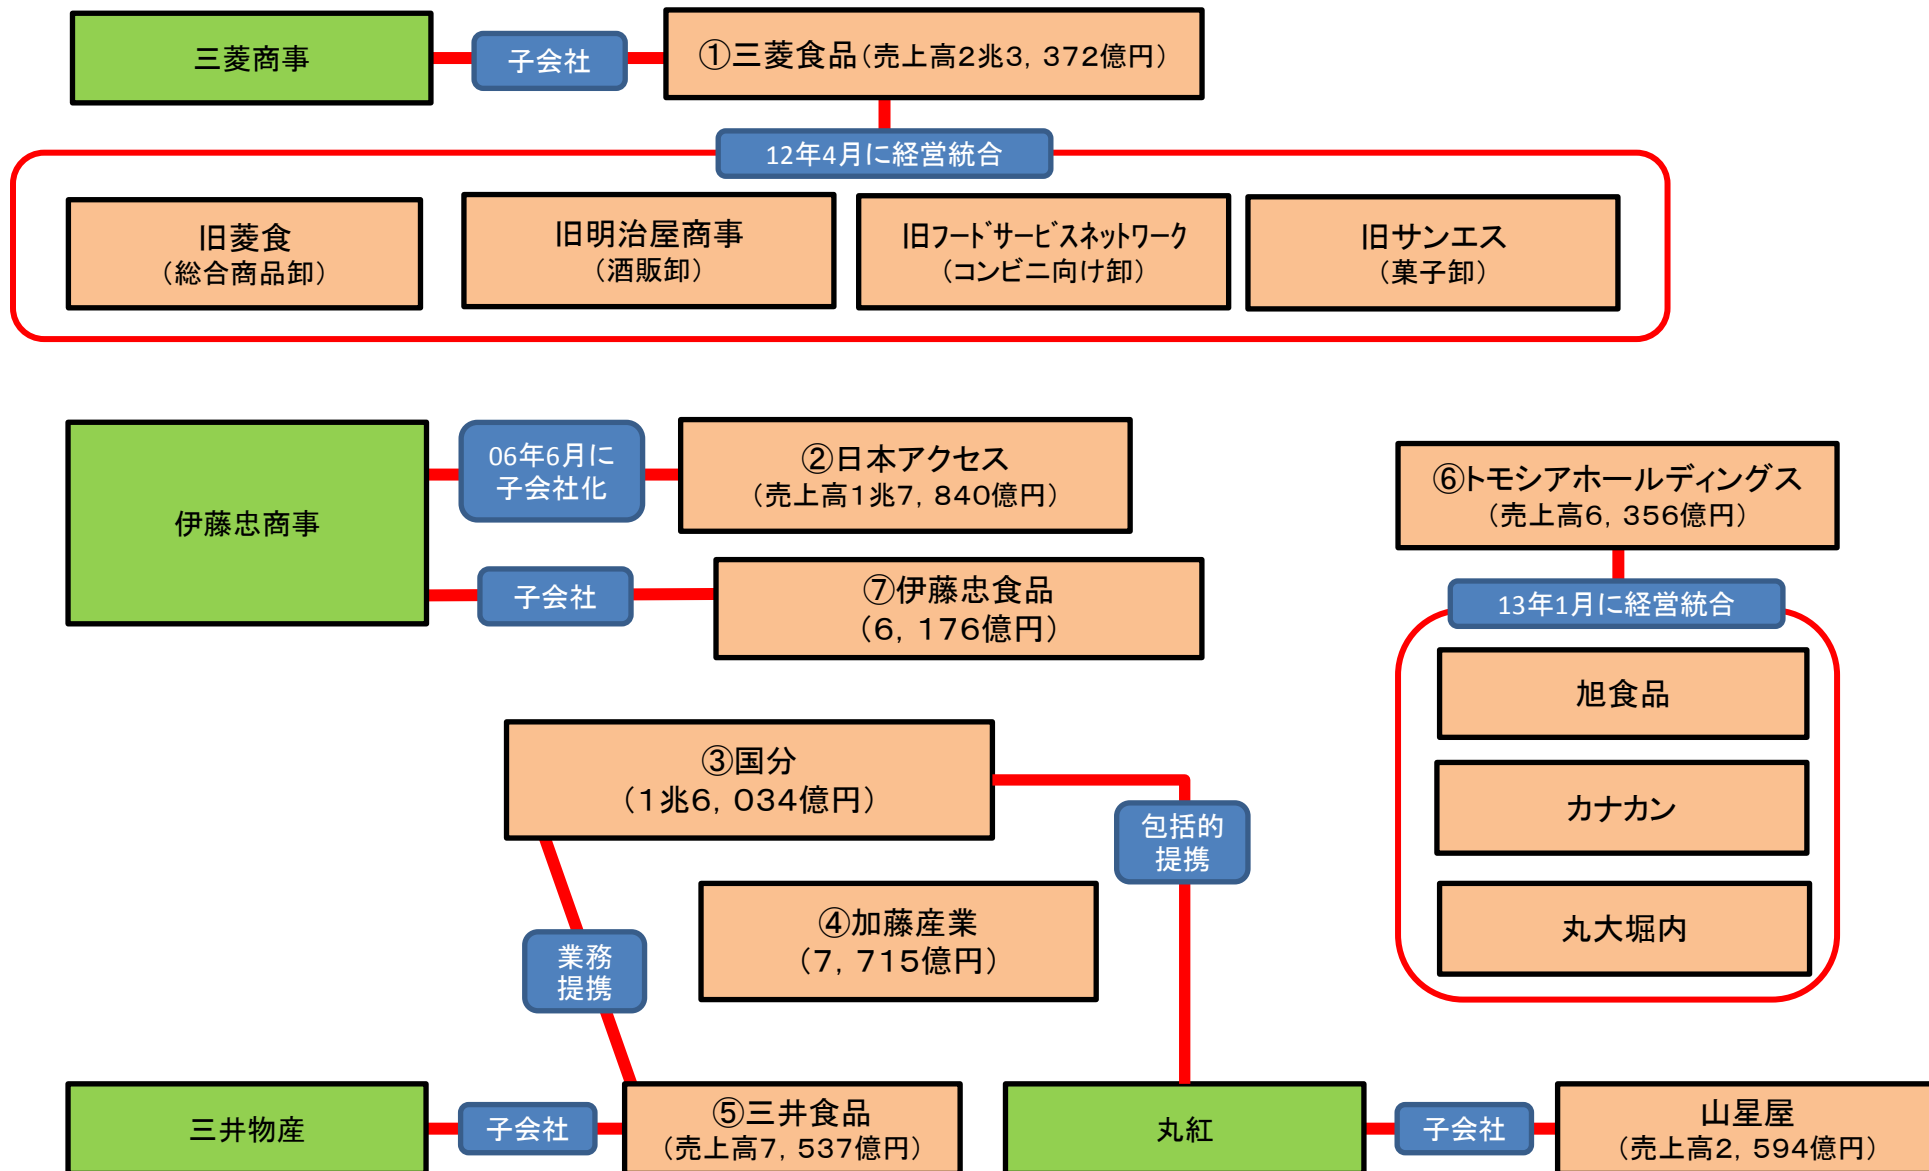 三菱商事
子会社
①三菱食品(売上高2兆3,372億円)
12年4月に経営統合
旧菱食
(総合商品卸)
旧明治屋商事
(酒販卸)
旧フードサービスネットワーク
(コンビニ向け卸)
旧サンエス
(菓子卸)
伊藤忠商事
06年6月に
子会社化
②日本アクセス
(売上高1兆7,840億円)
子会社
⑦伊藤忠食品
(6,176億円)
⑥トモシアホールディングス
(売上高6,356億円)
13年1月に経営統合
旭食品
カナカン
丸大堀内
③国分
(1兆6,034億円)
包括的
提携
④加藤産業
(7,715億円)
業務
提携
三井物産
子会社
⑤三井食品
(売上高7,537億円)
丸紅
子会社
山星屋
(売上高2,594億円)